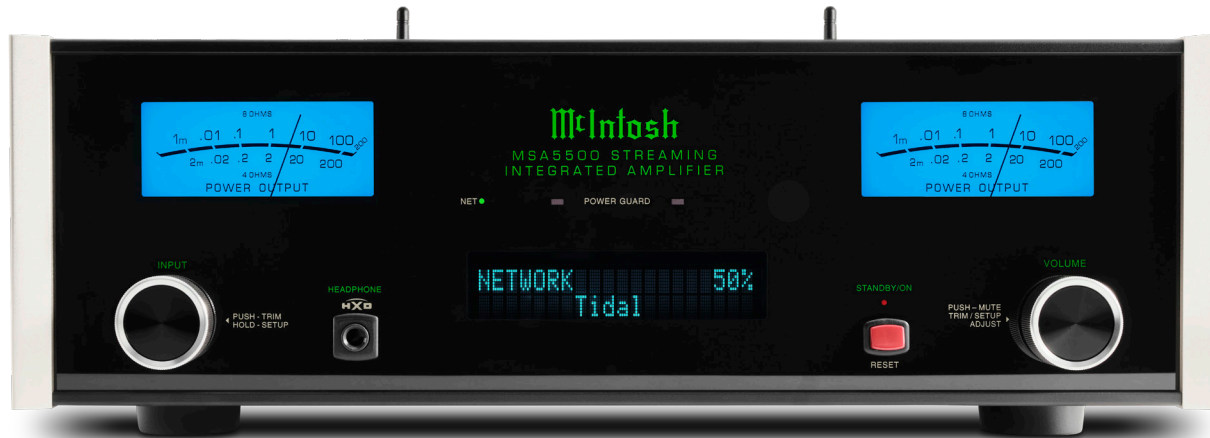 8 OHMS
1m .01 .1 1 10 100 200
2m .02 .2 2 20 200
4 OHMS
POWER OUTPUT
McIntosh
MSA5500 STREAMING
INTEGRATED AMPLIFIER
8 OHMS
1m .01 .1 1 10 100 200
2m .02 .2 2 20 200
4 OHMS
POWER OUTPUT
NET
POWER GUARD
NETWORK 50%
Tidal
INPUT
PUSH - TRIM
HOLD - SETUP
HEADPHONE
HXD
STANDBY/ON
RESET
VOLUME
PUSH – MUTE
TRIM / SETUP
ADJUST